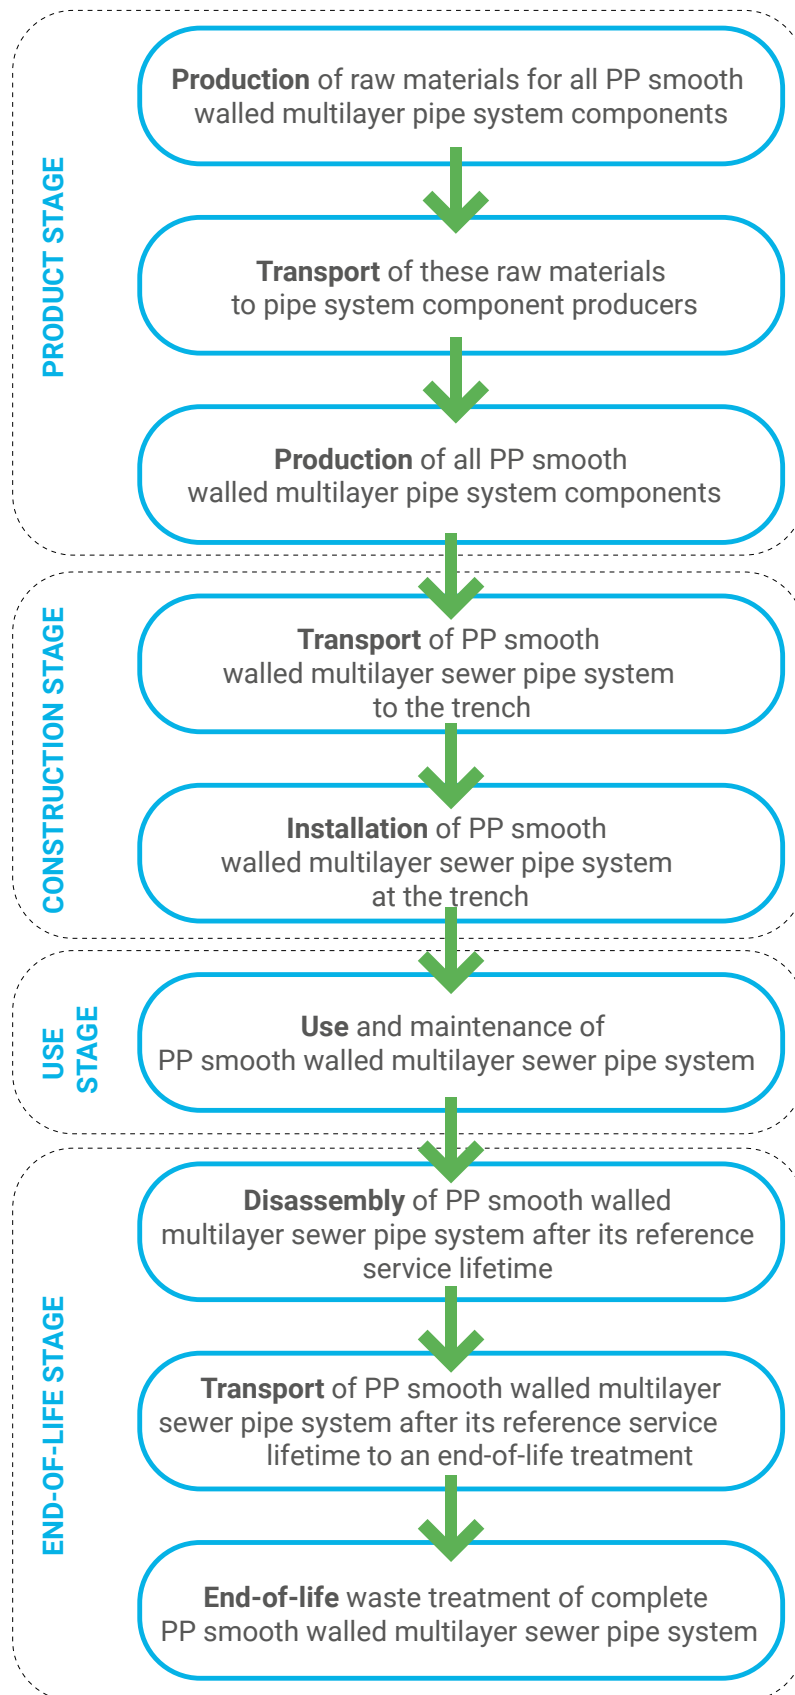 PRODUCT STAGE
Production of raw materials for all PP smooth
walled multilayer pipe system components
Transport of these raw materials
to pipe system component producers
Production of all PP smooth
walled multilayer pipe system components
CONSTRUCTION STAGE
Transport of PP smooth
walled multilayer sewer pipe system
to the trench
Installation of PP smooth
walled multilayer sewer pipe system
at the trench
USE
STAGE
Use and maintenance of
PP smooth walled multilayer sewer pipe system
END-OF-LIFE STAGE
Disassembly of PP smooth walled
multilayer sewer pipe system after its reference
service lifetime
Transport of PP smooth walled multilayer
sewer pipe system after its reference service
lifetime to an end-of-life treatment
End-of-life waste treatment of complete
PP smooth walled multilayer sewer pipe system